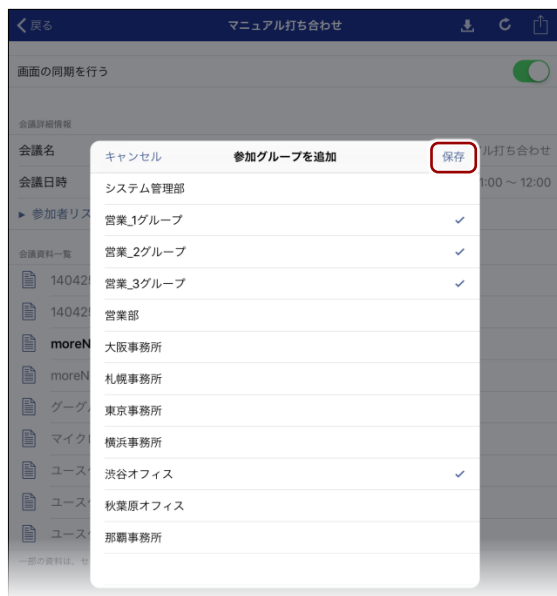 戻る マニュアル打ち合わせ
画面の同期を行う
会議詳細情報
会議名 ル打ち合わせ
会議日時 1:00 ～ 12:00
▶ 参加者リス
会議資料一覧
14042
14042
moreN
moreN
グーグ
マイク
ユース
ユース
ユース
一部の資料は、セ
キャンセル 参加グループを追加 保存
システム管理部
営業_1グループ ✓
営業_2グループ ✓
営業_3グループ ✓
営業部
大阪事務所
札幌事務所
東京事務所
横浜事務所
渋谷オフィス ✓
秋葉原オフィス
那覇事務所